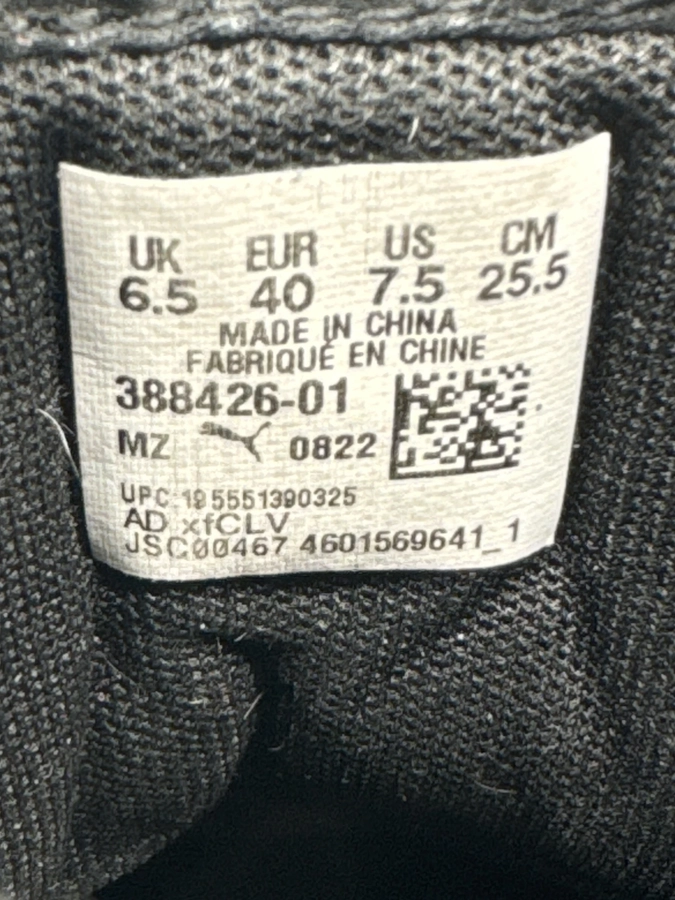 UK EUR US CM
6.5 40 7.5 25.5
MADE IN CHINA
FABRIQUÉ EN CHINE
388426-01
MZ 0822
UPC:195551390325
AD xfCLV
JSC00467 4601569641_1